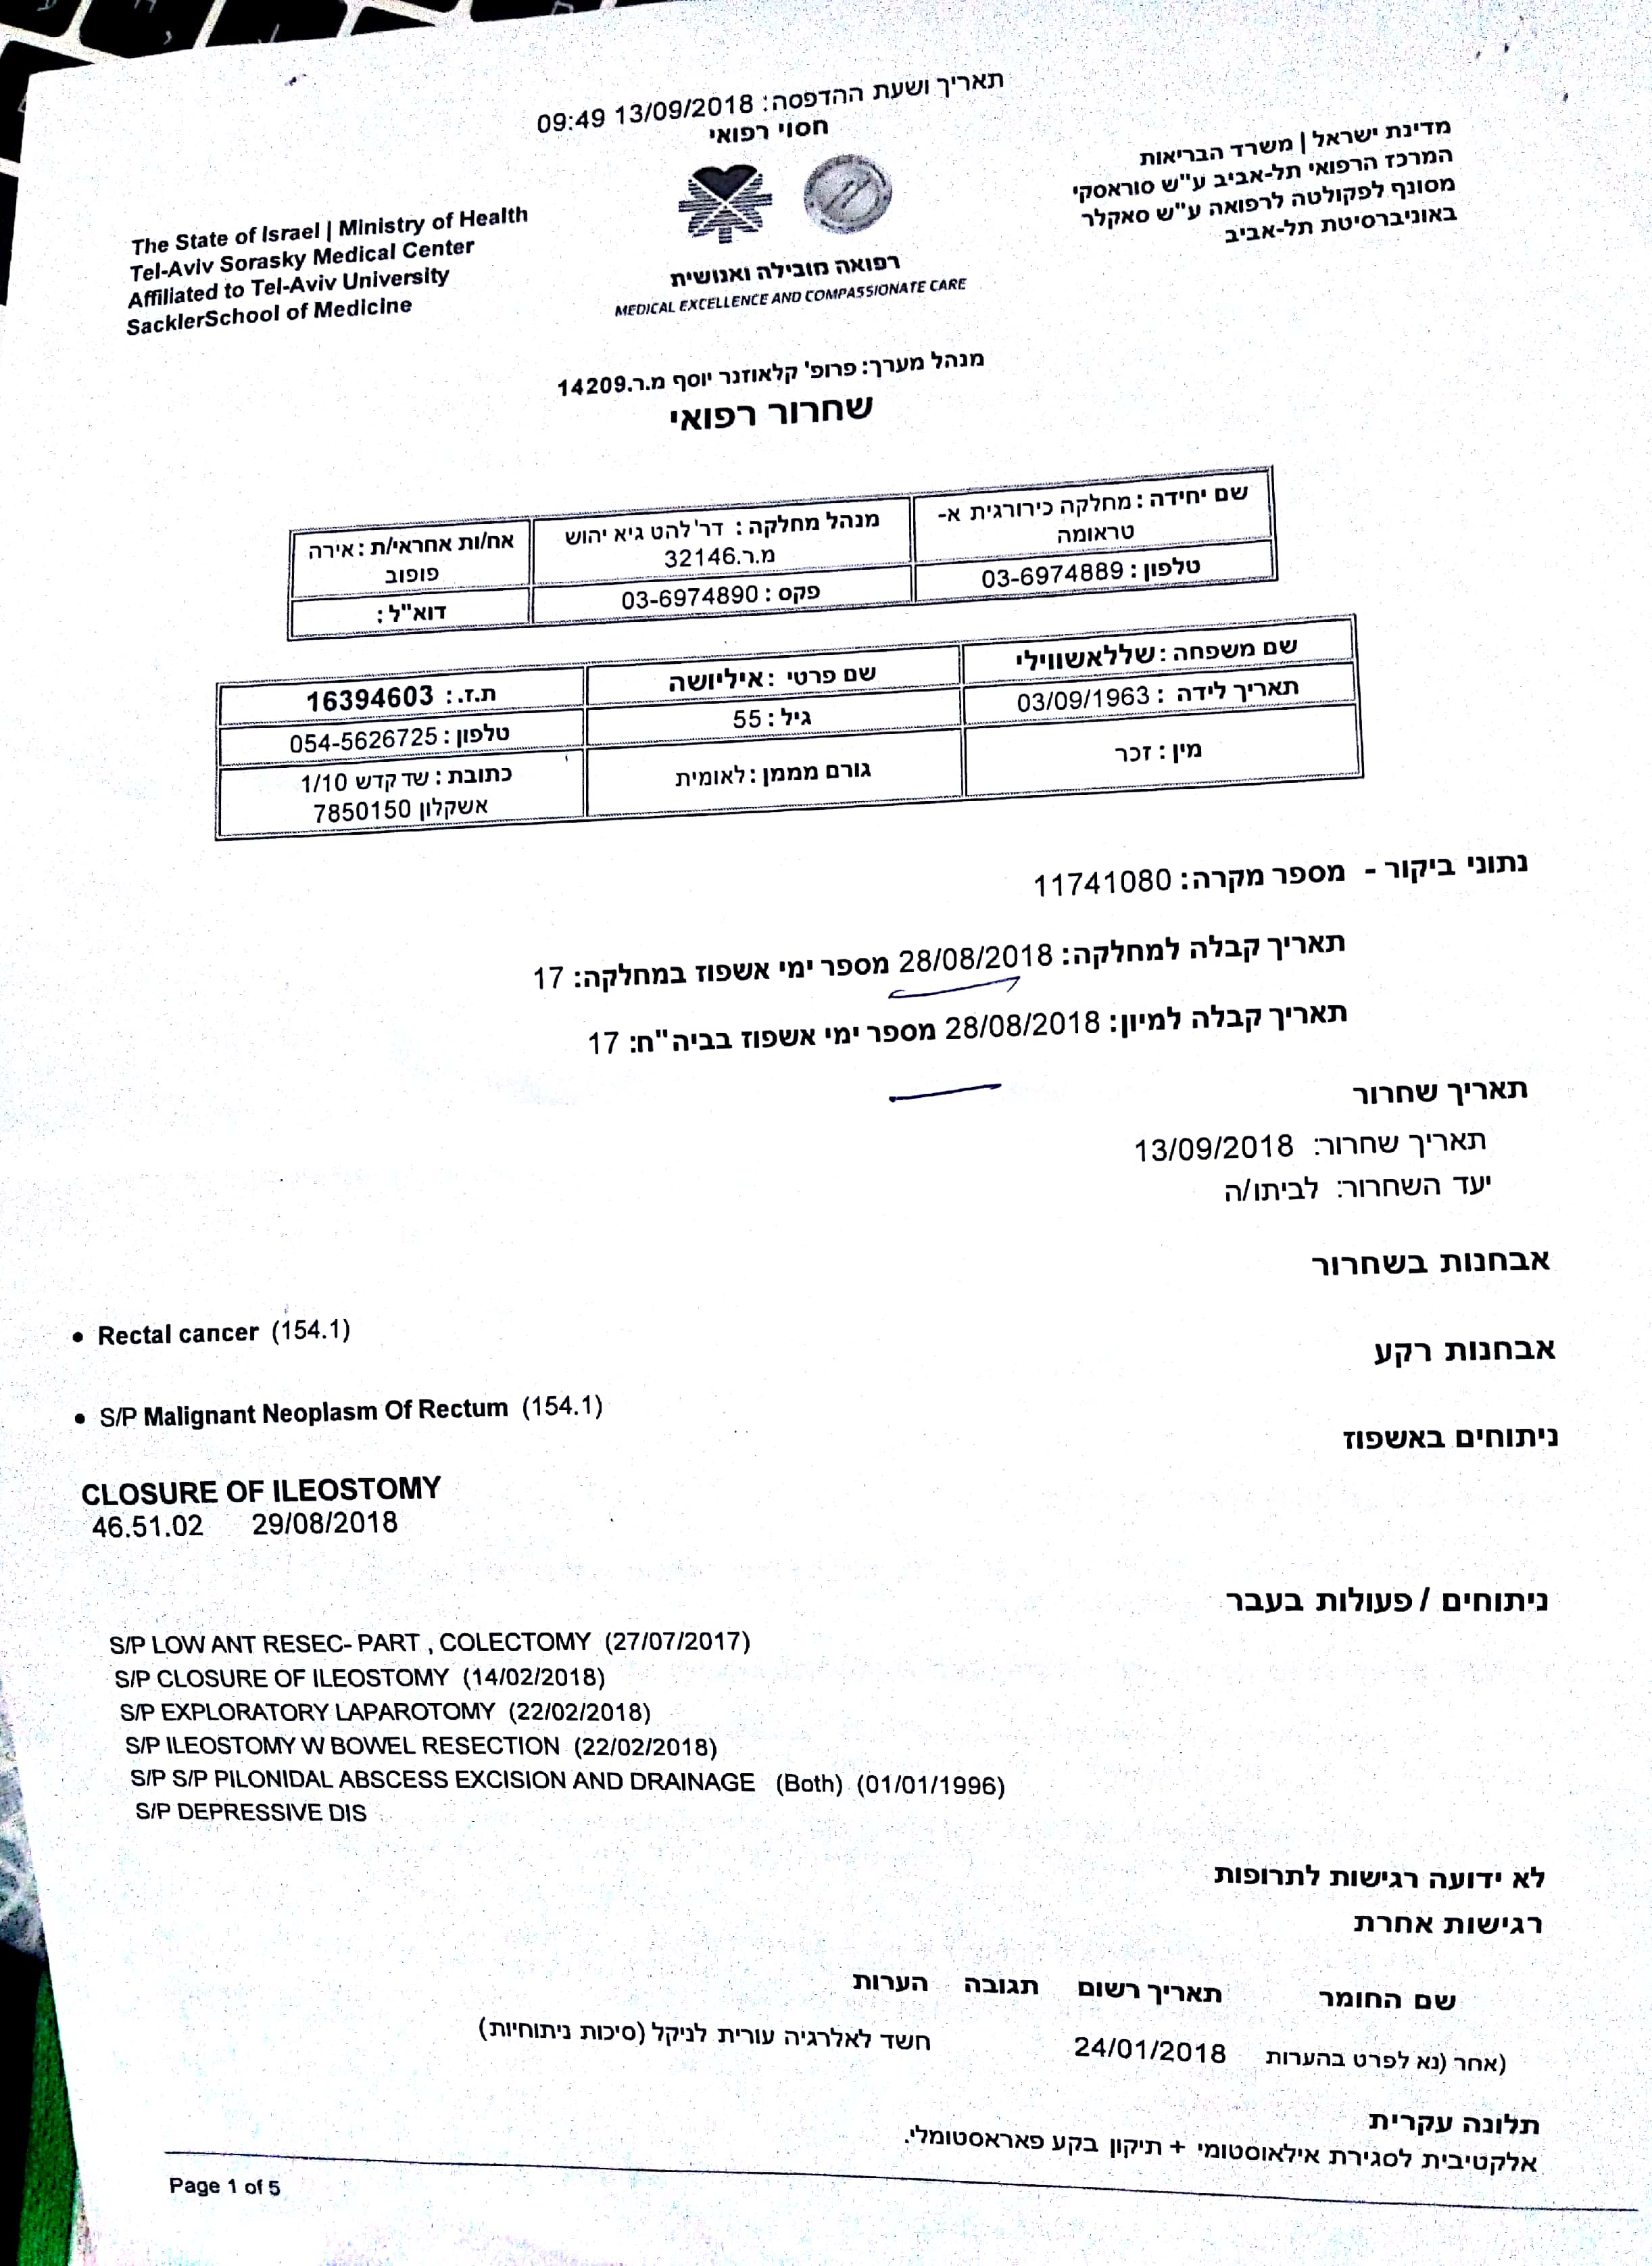 תאריך ושעת ההדפסה: 13/09/2018 09:49
חסוי רפואי
מדינת ישראל | משרד הבריאות
המרכז הרפואי תל-אביב ע"ש סוראסקי
מסונף לפקולטה לרפואה ע"ש סאקלר
באוניברסיטת תל-אביב
The State of Israel | Ministry of Health
Tel-Aviv Sorasky Medical Center
Affiliated to Tel-Aviv University
SacklerSchool of Medicine
רפואה מובילה ואנושית
MEDICAL EXCELLENCE AND COMPASSIONATE CARE
מנהל מערך: פרופ' קלאוזנר יוסף מ.ר.14209
שחרור רפואי
שם יחידה : מחלקה כירורגית א- טראומה
מנהל מחלקה : דר' להט גיא יהוש מ.ר.32146
אח/ות אחראי/ת : אירה פופוב
טלפון : 03-6974889
פקס : 03-6974890
דוא"ל :
שם משפחה : שללאשווילי
שם פרטי : איליושה
ת.ז. : 16394603
תאריך לידה : 03/09/1963
גיל : 55
טלפון : 054-5626725
מין : זכר
גורם מממן : לאומית
כתובת : שד קדש 1/10
אשקלון 7850150
נתוני ביקור - מספר מקרה: 11741080
תאריך קבלה למחלקה: 28/08/2018 מספר ימי אשפוז במחלקה: 17
תאריך קבלה למיון: 28/08/2018 מספר ימי אשפוז בביה"ח: 17
תאריך שחרור
תאריך שחרור: 13/09/2018
יעד השחרור: לביתו/ה
אבחנות בשחרור
• Rectal cancer (154.1)
אבחנות רקע
• S/P Malignant Neoplasm Of Rectum (154.1)
ניתוחים באשפוז
CLOSURE OF ILEOSTOMY
46.51.02 29/08/2018
ניתוחים / פעולות בעבר
S/P LOW ANT RESEC- PART , COLECTOMY (27/07/2017)
S/P CLOSURE OF ILEOSTOMY (14/02/2018)
S/P EXPLORATORY LAPAROTOMY (22/02/2018)
S/P ILEOSTOMY W BOWEL RESECTION (22/02/2018)
S/P S/P PILONIDAL ABSCESS EXCISION AND DRAINAGE (Both) (01/01/1996)
S/P DEPRESSIVE DIS
לא ידועה רגישות לתרופות
רגישות אחרת
שם החומר תאריך רשום תגובה הערות
(אחר (נא לפרט בהערות 24/01/2018 חשד לאלרגיה עורית לניקל (סיכות ניתוחיות)
תלונה עקרית
אלקטיבית לסגירת אילאוסטומי + תיקון בקע פאראסטומלי.
Page 1 of 5